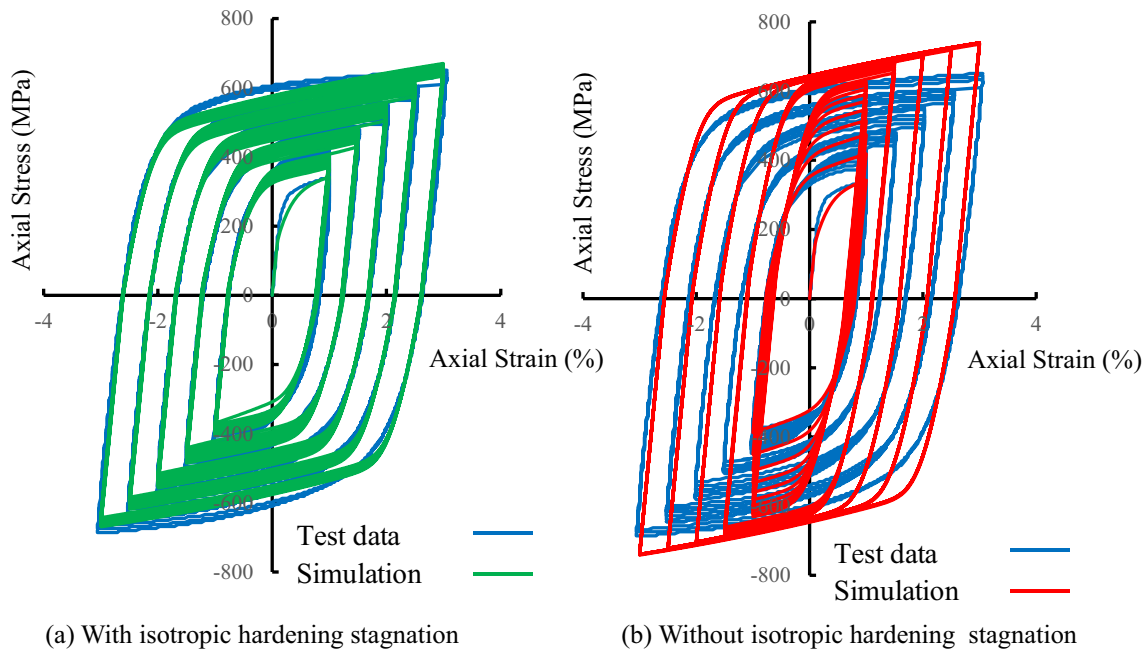 800
600
400
200
0
-200
-400
-600
-800
-4
-2
0
2
4
Axial Stress (MPa)
Axial Strain (%)
Test data
Simulation
(a) With isotropic hardening stagnation
800
600
400
200
0
-200
-400
-600
-800
-4
-2
0
2
4
Axial Stress (MPa)
Axial Strain (%)
Test data
Simulation
(b) Without isotropic hardening stagnation